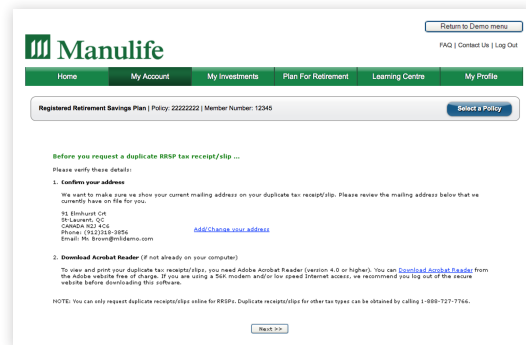 Return to Demo menu
Manulife
FAQ | Contact Us | Log Out
Home My Account My Investments Plan For Retirement Learning Centre My Profile
Registered Retirement Savings Plan | Policy: 22222222 | Member Number: 12345 Select a Policy
Before you request a duplicate RRSP tax receipt/slip ...
Please verify these details:
1. Confirm your address
We want to make sure we show your current mailing address on your duplicate tax receipt/slip. Please review the mailing address below that we
currently have on file for you.
91 Elmhurst Crt
St-Laurent, QC
CANADA N2J 4C6
Phone: (912)318-3856 Add/Change your address
Email: Mr. Brown@mlidemo.com
2. Download Acrobat Reader (if not already on your computer)
To view and print your duplicate tax receipts/slips, you need Adobe Acrobat Reader (version 4.0 or higher). You can Download Acrobat Reader from
the Adobe website free of charge. If you are using a 56K modem and/or low speed Internet access, we recommend you log out of the secure
website before downloading this software.
NOTE: You can only request duplicate receipts/slips online for RRSPs. Duplicate receipts/slips for other tax types can be obtained by calling 1-888-727-7766.
Next >>